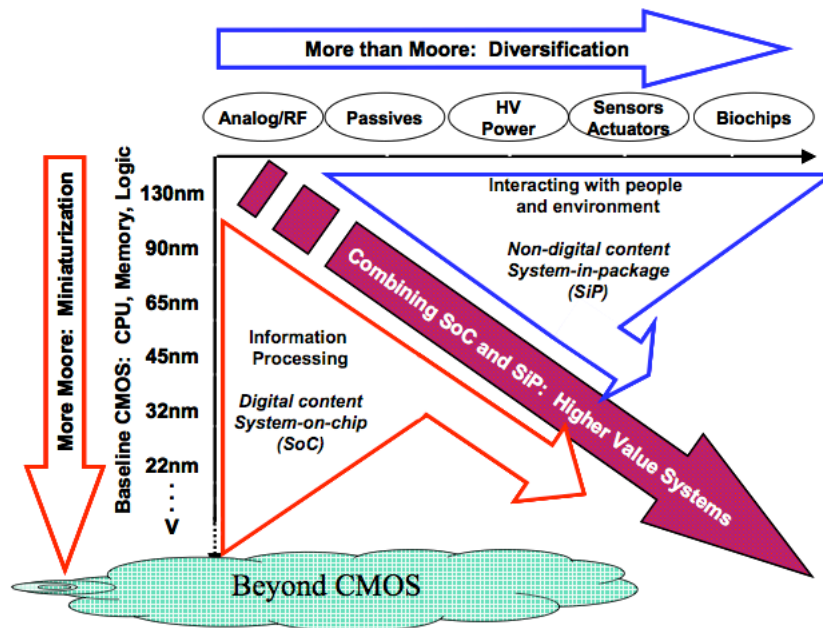 More than Moore: Diversification
Analog/RF
Passives
HV
Power
Sensors
Actuators
Biochips
More Moore: Miniaturization
Baseline CMOS: CPU, Memory, Logic
130nm
90nm
65nm
45nm
32nm
22nm
V
Interacting with people
and environment
Non-digital content
System-in-package
(SiP)
Combining SoC and SiP: Higher Value Systems
Information
Processing
Digital content
System-on-chip
(SoC)
Beyond CMOS